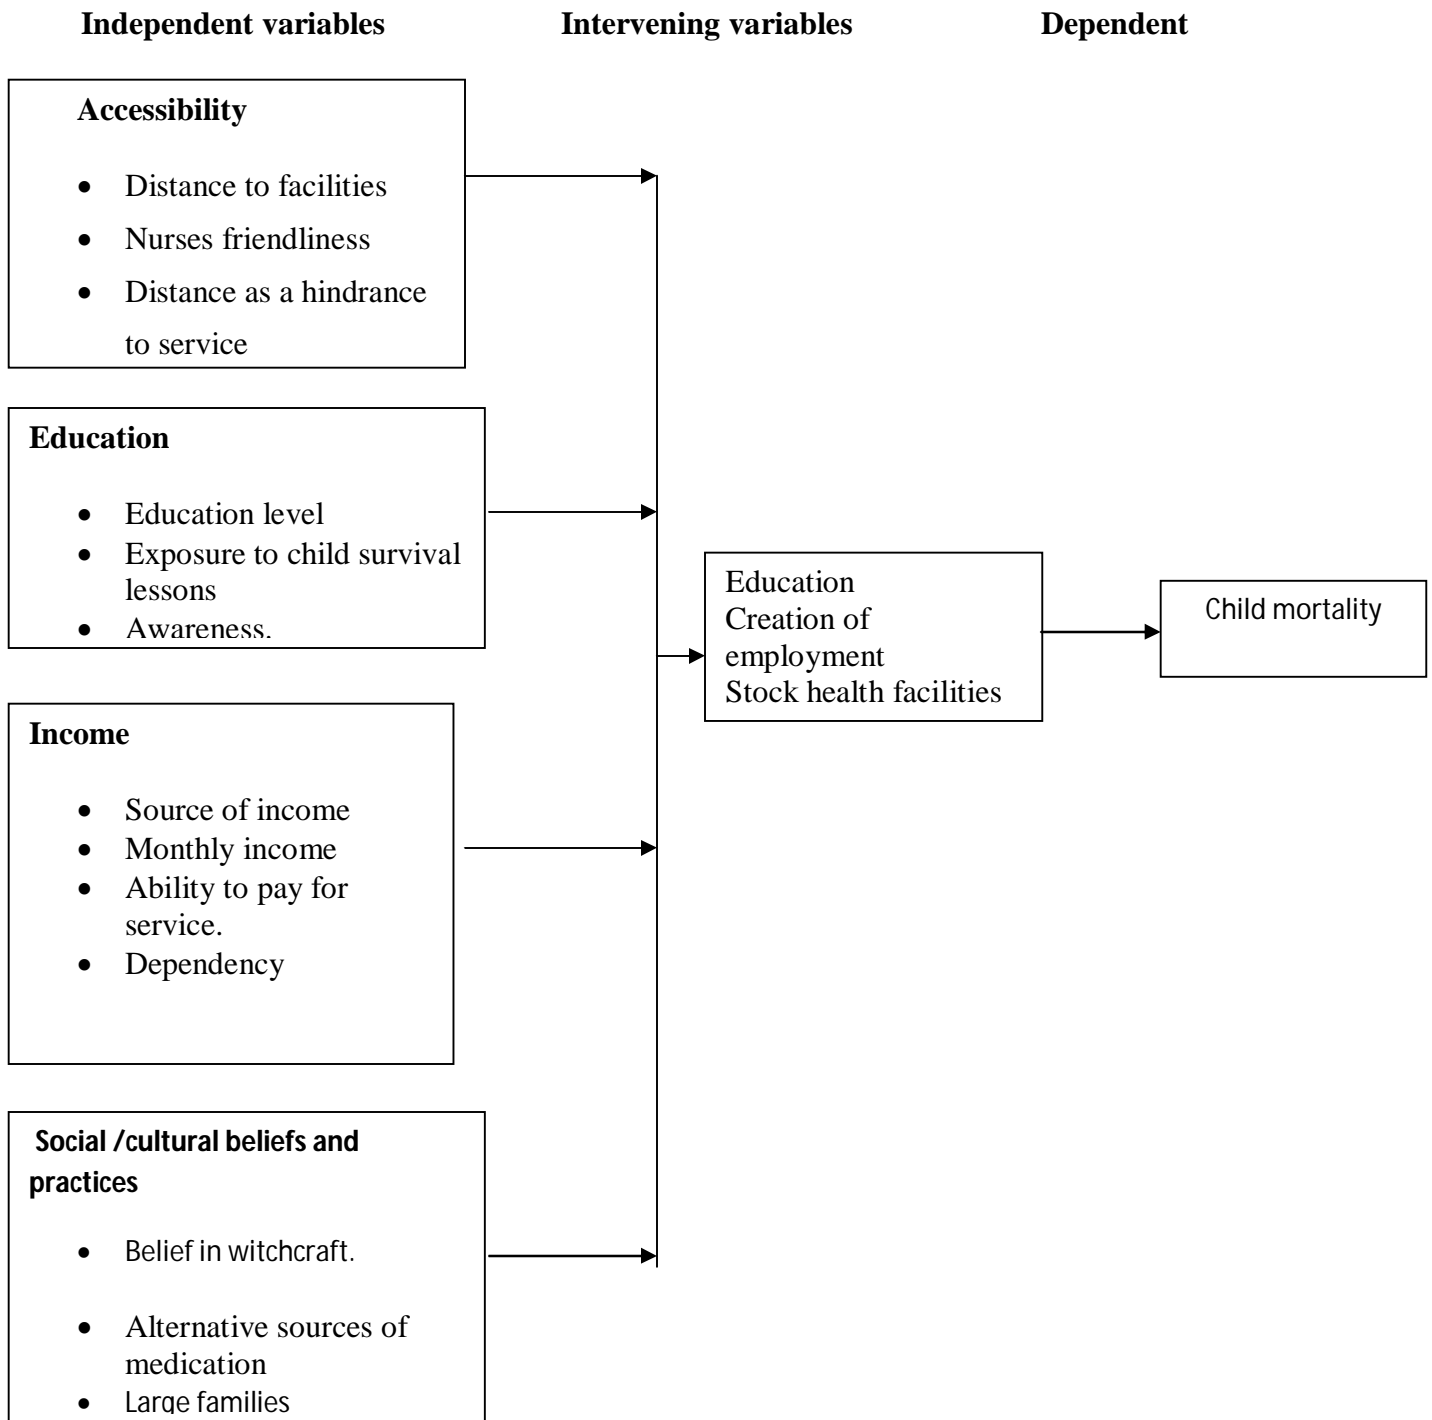 Independent variables Intervening variables Dependent
Accessibility
• Distance to facilities
• Nurses friendliness
• Distance as a hindrance
to service
Education
• Education level
• Exposure to child survival
lessons
• Awareness.
Income
• Source of income
• Monthly income
• Ability to pay for
service.
• Dependency
Social /cultural beliefs and
practices
• Belief in witchcraft.
• Alternative sources of
medication
• Large families
Education
Creation of
employment
Stock health facilities
Child mortality